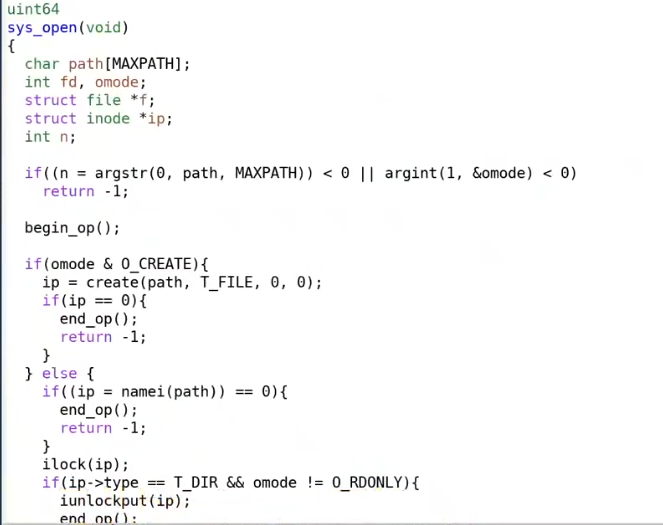 uint64
sys_open(void)
{
  char path[MAXPATH];
  int fd, omode;
  struct file *f;
  struct inode *ip;
  int n;

  if((n = argstr(0, path, MAXPATH)) < 0 || argint(1, &omode) < 0)
    return -1;

  begin_op();

  if(omode & O_CREATE){
    ip = create(path, T_FILE, 0, 0);
    if(ip == 0){
      end_op();
      return -1;
    }
  } else {
    if((ip = namei(path)) == 0){
      end_op();
      return -1;
    }
    ilock(ip);
    if(ip->type == T_DIR && omode != O_RDONLY){
      iunlockput(ip);
      end_op();